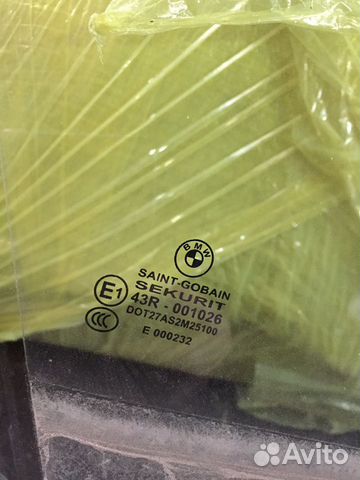 BMW
SAINT-GOBAIN
SEKURIT
E1 43R - 001026
CCC DOT27AS2M25100
E 000232
Avito